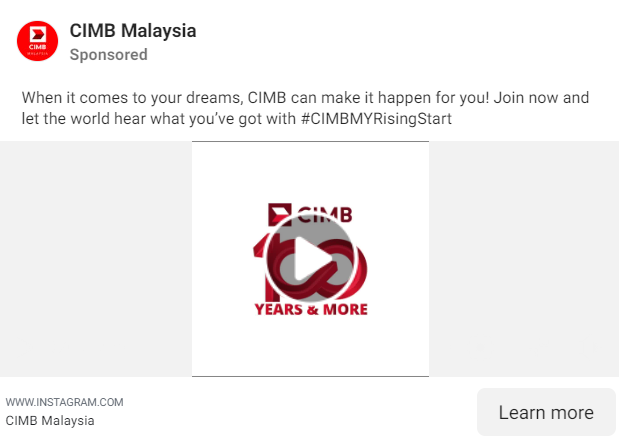 CIMB
MALAYSIA
CIMB Malaysia
Sponsored
When it comes to your dreams, CIMB can make it happen for you! Join now and
let the world hear what you’ve got with #CIMBMYRisingStart
CIMB
100
YEARS & MORE
WWW.INSTAGRAM.COM
CIMB Malaysia
Learn more